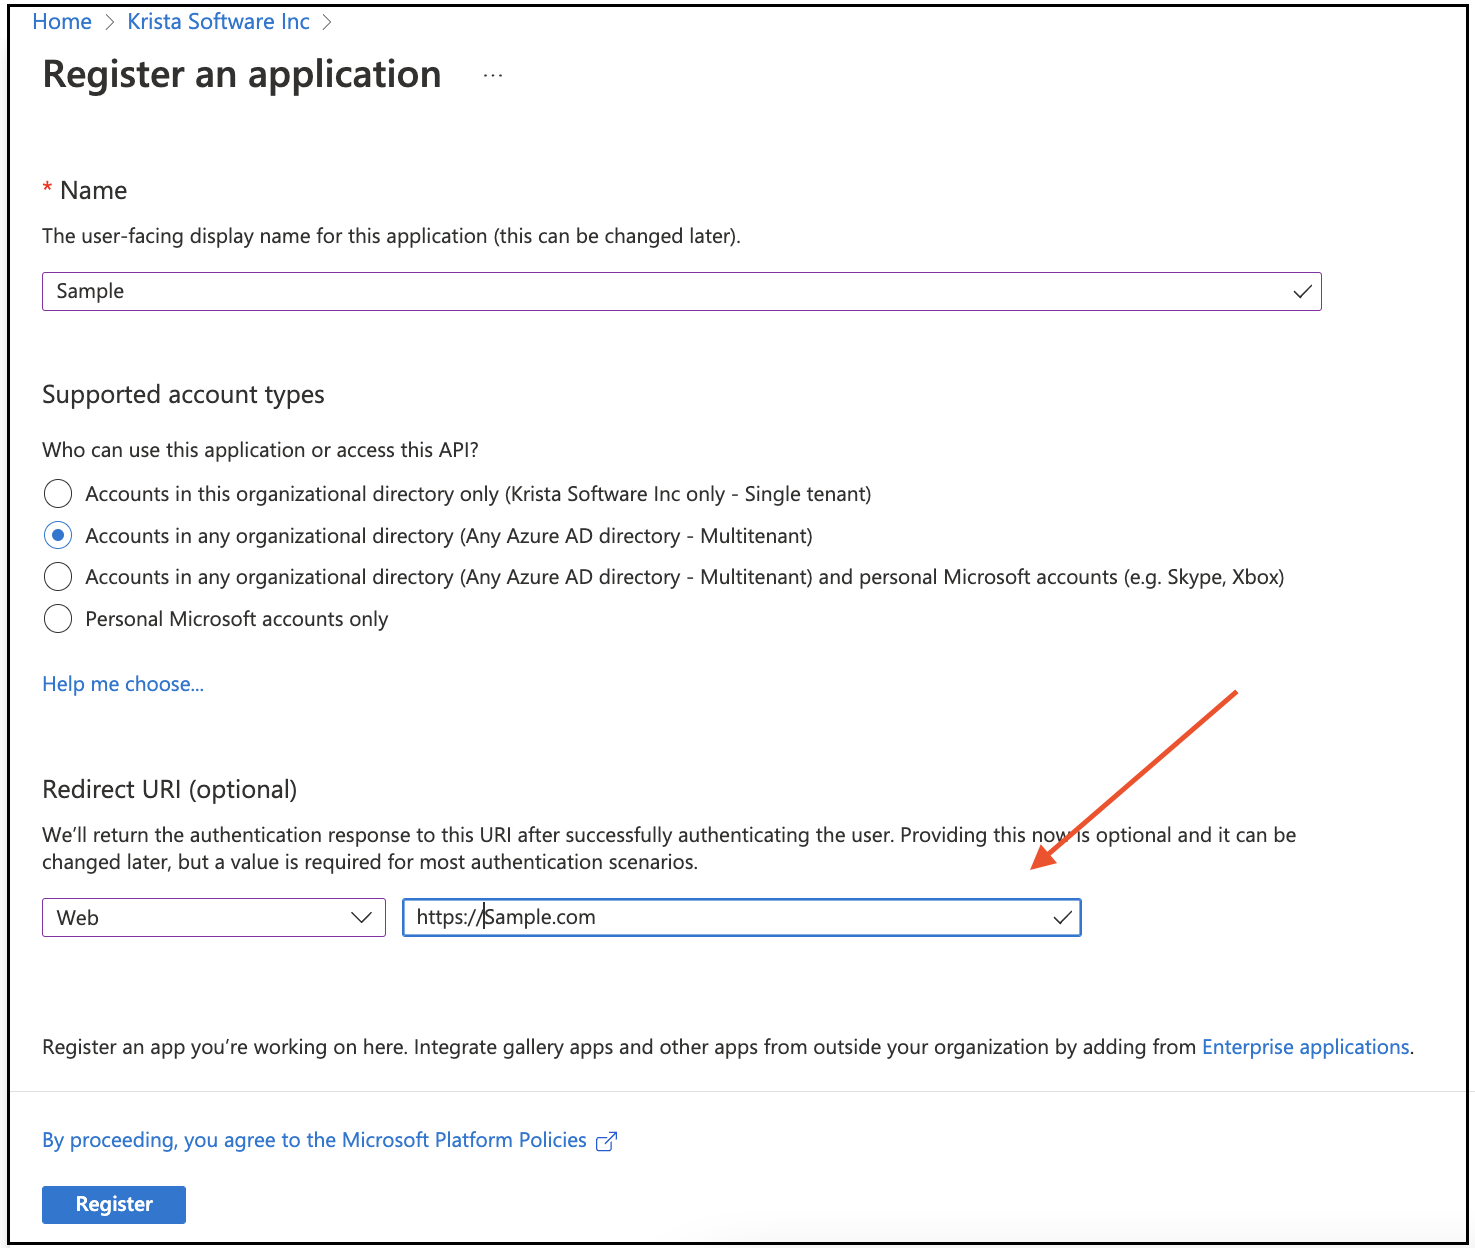 Home > Krista Software Inc >
Register an application ...
* Name
The user-facing display name for this application (this can be changed later).
Sample
Supported account types
Who can use this application or access this API?
Accounts in this organizational directory only (Krista Software Inc only - Single tenant)
Accounts in any organizational directory (Any Azure AD directory - Multitenant)
Accounts in any organizational directory (Any Azure AD directory - Multitenant) and personal Microsoft accounts (e.g. Skype, Xbox)
Personal Microsoft accounts only
Help me choose...
Redirect URI (optional)
We’ll return the authentication response to this URI after successfully authenticating the user. Providing this now is optional and it can be
changed later, but a value is required for most authentication scenarios.
Web
https://Sample.com
Register an app you’re working on here. Integrate gallery apps and other apps from outside your organization by adding from Enterprise applications.
By proceeding, you agree to the Microsoft Platform Policies
Register